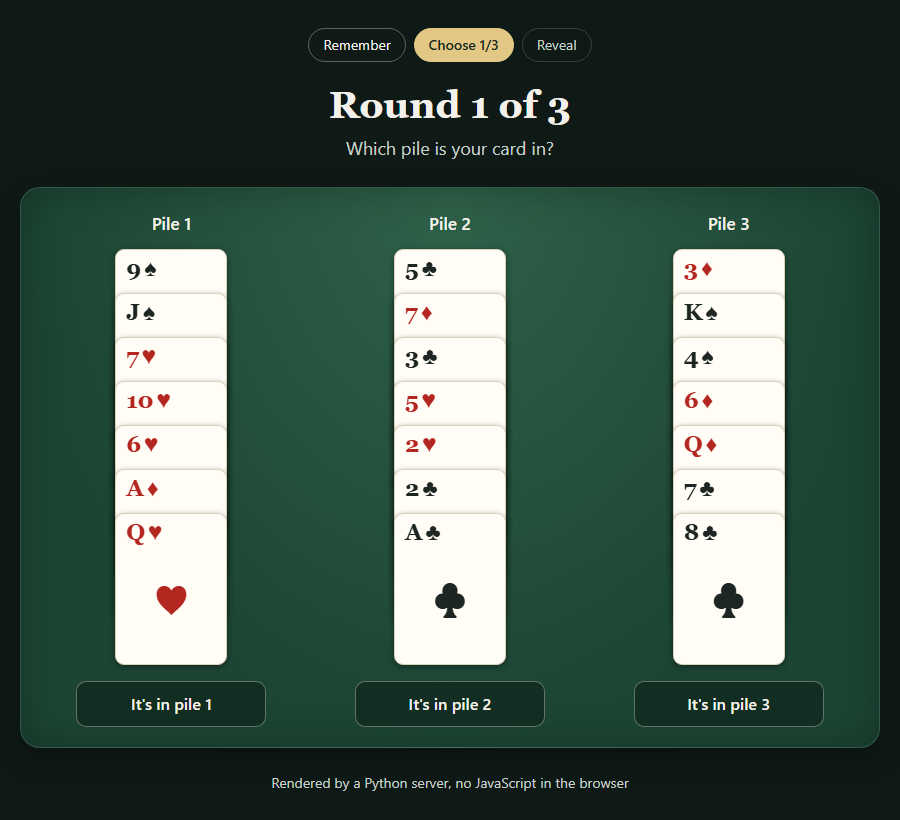 Remember Choose 1/3 Reveal
Round 1 of 3
Which pile is your card in?
Pile 1 Pile 2 Pile 3
9♠ 5♣ 3♦
J♠ 7♦ K♠
7♥ 3♣ 4♠
10♥ 5♥ 6♦
6♥ 2♥ Q♦
A♦ 2♣ 7♣
Q♥ A♣ 8♣
It's in pile 1 It's in pile 2 It's in pile 3
Rendered by a Python server, no JavaScript in the browser